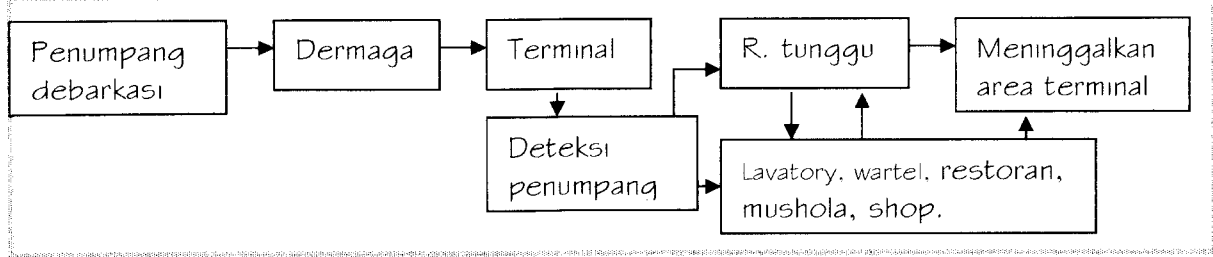 Penumpang
debarkasi
Dermaga
Terminal
Deteksi
penumpang
R. tunggu
Lavatory, wartel, restoran,
mushola, shop.
Meninggalkan
area terminal